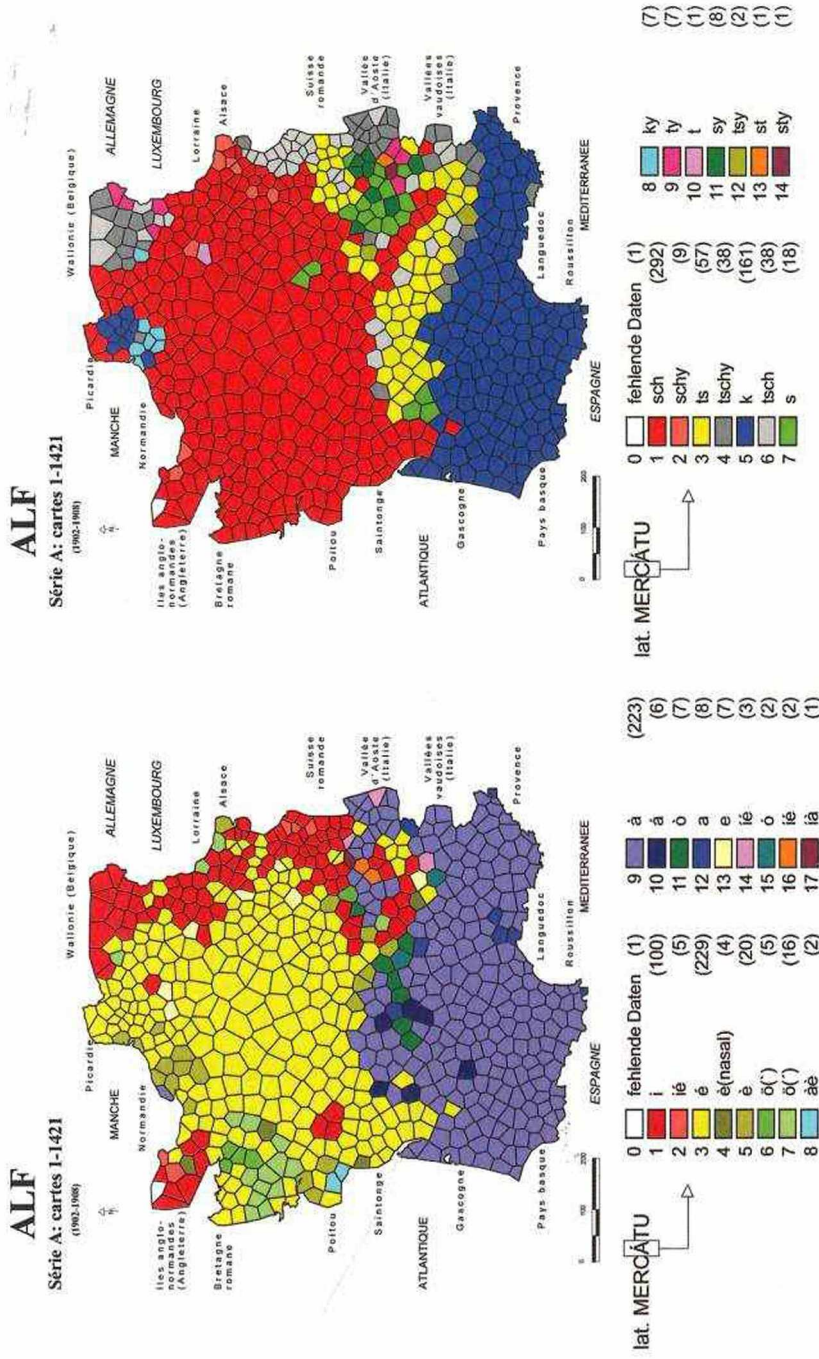 ALF
Série A: cartes 1-1421
(1902-1908)
N.
Picardie
Wallonie (Belgique)
ALLEMAGNE
MANCHE
LUXEMBOURG
Normandie
Lorraine
Alsace
Iles anglo-
normandes
(Angleterre)
Bretagne
romane
Suisse
romande
Poitou
Vallée
d'Aoste
(Italie)
Saintonge
Vallées
vaudoises
(Italie)
ATLANTIQUE
Gascogne
Provence
Languedoc
Pays basque
Roussillon
MEDITERRANEE
ESPAGNE
0 100 200
lat. MERCÁTU
0 fehlende Daten (1)
1 i (100)
2 ié (5)
3 é (229)
4 è(nasal) (4)
5 è (20)
6 ö(`) (5)
7 ö(´) (16)
8 àè (2)
9 à (223)
10 á (6)
11 ò (7)
12 a (8)
13 e (7)
14 íé (3)
15 ó (2)
16 ìé (2)
17 íà (1)
ALF
Série A: cartes 1-1421
(1902-1908)
N.
Picardie
Wallonie (Belgique)
ALLEMAGNE
MANCHE
LUXEMBOURG
Normandie
Lorraine
Alsace
Iles anglo-
normandes
(Angleterre)
Bretagne
romane
Suisse
romande
Poitou
Vallée
d'Aoste
(Italie)
Saintonge
Vallées
vaudoises
(Italie)
ATLANTIQUE
Gascogne
Provence
Languedoc
Pays basque
Roussillon
MEDITERRANEE
ESPAGNE
0 100 200
lat. MERCÁTU
0 fehlende Daten (1)
1 sch (292)
2 schy (9)
3 ts (57)
4 tschy (38)
5 k (161)
6 tsch (38)
7 s (18)
8 ky (7)
9 ty (7)
10 t (1)
11 sy (8)
12 tsy (2)
13 st (1)
14 sty (1)